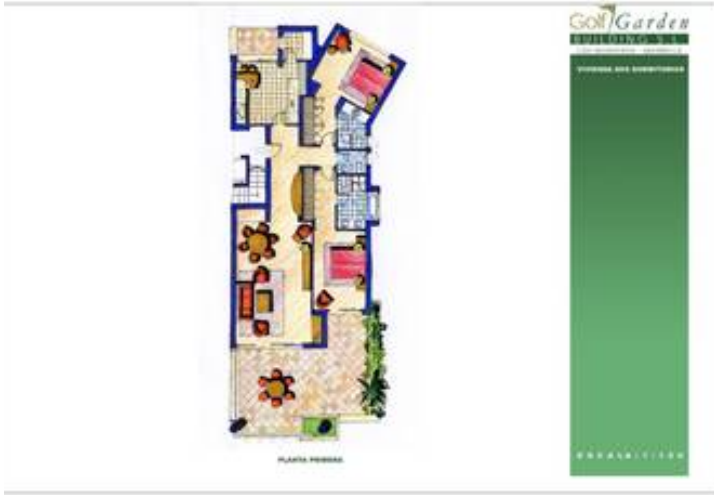 Golf Garden
BUILDING S.L.
VIVIENDA DOS DORMITORIOS
PLANTA PRIMERA